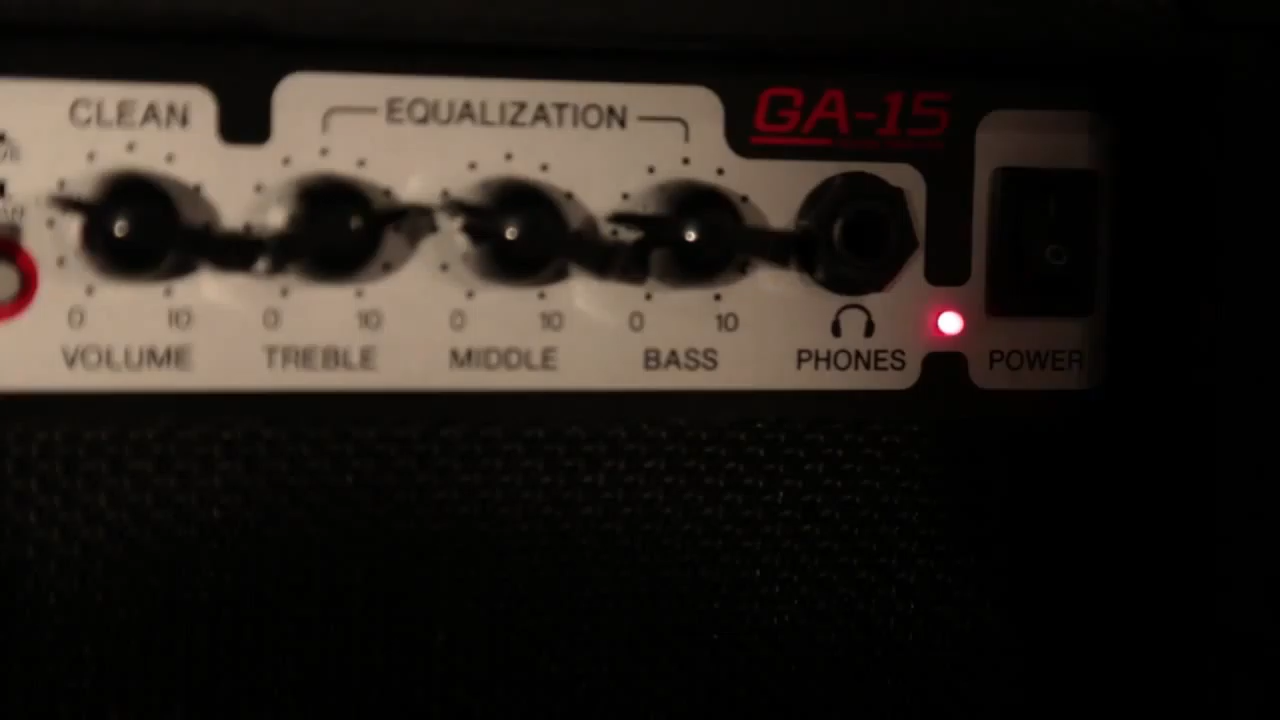 CLEAN
EQUALIZATION
GA-15
0 10 0 10 0 10 0 10
VOLUME TREBLE MIDDLE BASS PHONES POWER